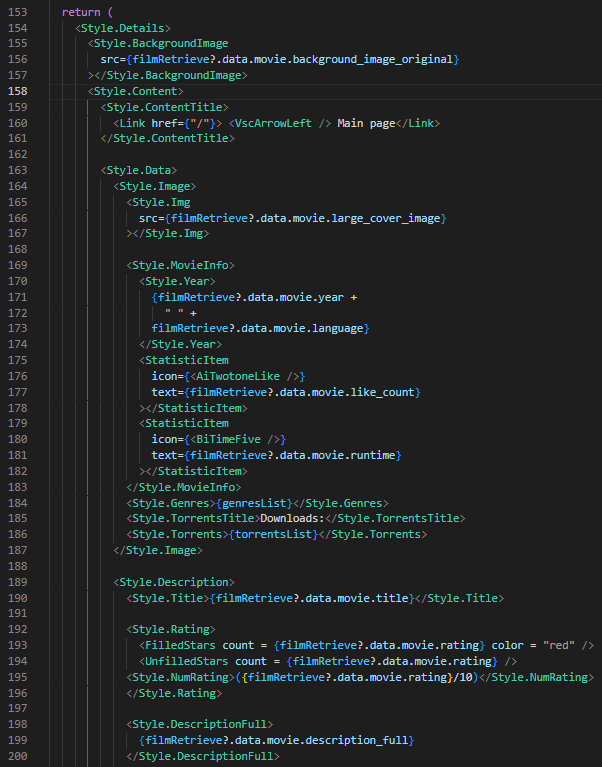 153 return (
154 <Style.Details>
155 <Style.BackgroundImage
156 src={filmRetrieve?.data.movie.background_image_original}
157 ></Style.BackgroundImage>
158 <Style.Content>
159 <Style.ContentTitle>
160 <Link href={"/"}> <VscArrowLeft /> Main page</Link>
161 </Style.ContentTitle>
162
163 <Style.Data>
164 <Style.Image>
165 <Style.Img
166 src={filmRetrieve?.data.movie.large_cover_image}
167 ></Style.Img>
168
169 <Style.MovieInfo>
170 <Style.Year>
171 {filmRetrieve?.data.movie.year +
172 " " +
173 filmRetrieve?.data.movie.language}
174 </Style.Year>
175 <StatisticItem
176 icon={<AiTwotoneLike />}
177 text={filmRetrieve?.data.movie.like_count}
178 ></StatisticItem>
179 <StatisticItem
180 icon={<BiTimeFive />}
181 text={filmRetrieve?.data.movie.runtime}
182 ></StatisticItem>
183 </Style.MovieInfo>
184 <Style.Genres>{genresList}</Style.Genres>
185 <Style.TorrentsTitle>Downloads:</Style.TorrentsTitle>
186 <Style.Torrents>{torrentsList}</Style.Torrents>
187 </Style.Image>
188
189 <Style.Description>
190 <Style.Title>{filmRetrieve?.data.movie.title}</Style.Title>
191
192 <Style.Rating>
193 <FilledStars count = {filmRetrieve?.data.movie.rating} color = "red" />
194 <UnfilledStars count = {filmRetrieve?.data.movie.rating} />
195 <Style.NumRating>({filmRetrieve?.data.movie.rating}/10)</Style.NumRating>
196 </Style.Rating>
197
198 <Style.DescriptionFull>
199 {filmRetrieve?.data.movie.description_full}
200 </Style.DescriptionFull>